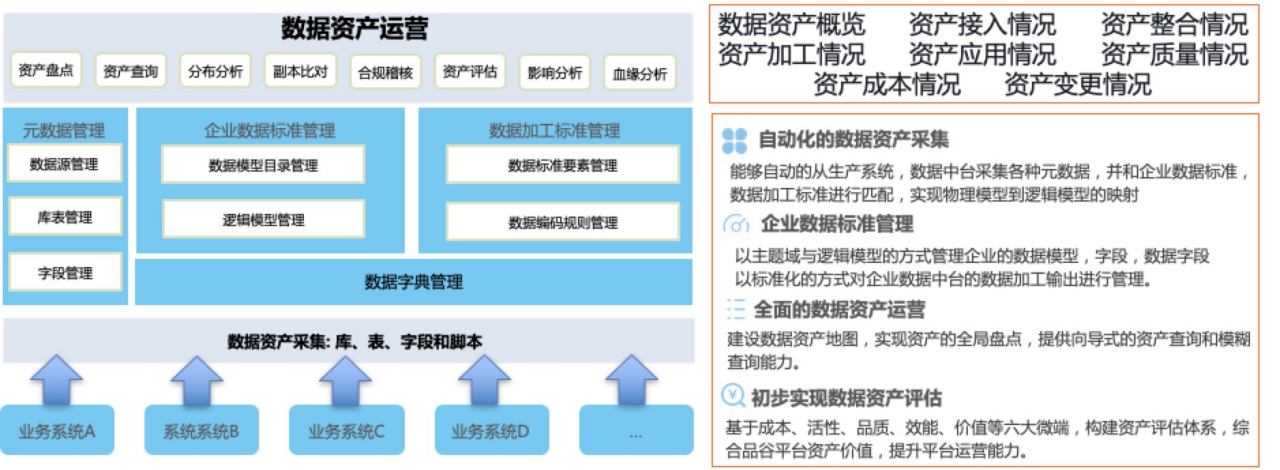 数据资产运营
资产盘点 资产查询 分布分析 副本比对 合规稽核 资产评估 影响分析 血缘分析
元数据管理
数据源管理
库表管理
字段管理
企业数据标准管理
数据模型目录管理
逻辑模型管理
数据加工标准管理
数据标准要素管理
数据编码规则管理
数据字典管理
数据资产采集: 库、表、字段和脚本
业务系统A 系统系统B 业务系统C 业务系统D ...
数据资产概览 资产接入情况 资产整合情况
资产加工情况 资产应用情况 资产质量情况
资产成本情况 资产变更情况
自动化的数据资产采集
能够自动的从生产系统，数据中台采集各种元数据，并和企业数据标准，
数据加工标准进行匹配，实现物理模型到逻辑模型的映射
企业数据标准管理
以主题域与逻辑模型的方式管理企业的数据模型，字段，数据字段
以标准化的方式对企业数据中台的数据加工输出进行管理。
全面的数据资产运营
建设数据资产地图，实现资产的全局盘点，提供向导式的资产查询和模糊
查询能力。
初步实现数据资产评估
基于成本、活性、品质、效能、价值等六大微端，构建资产评估体系，综
合品谷平台资产价值，提升平台运营能力。